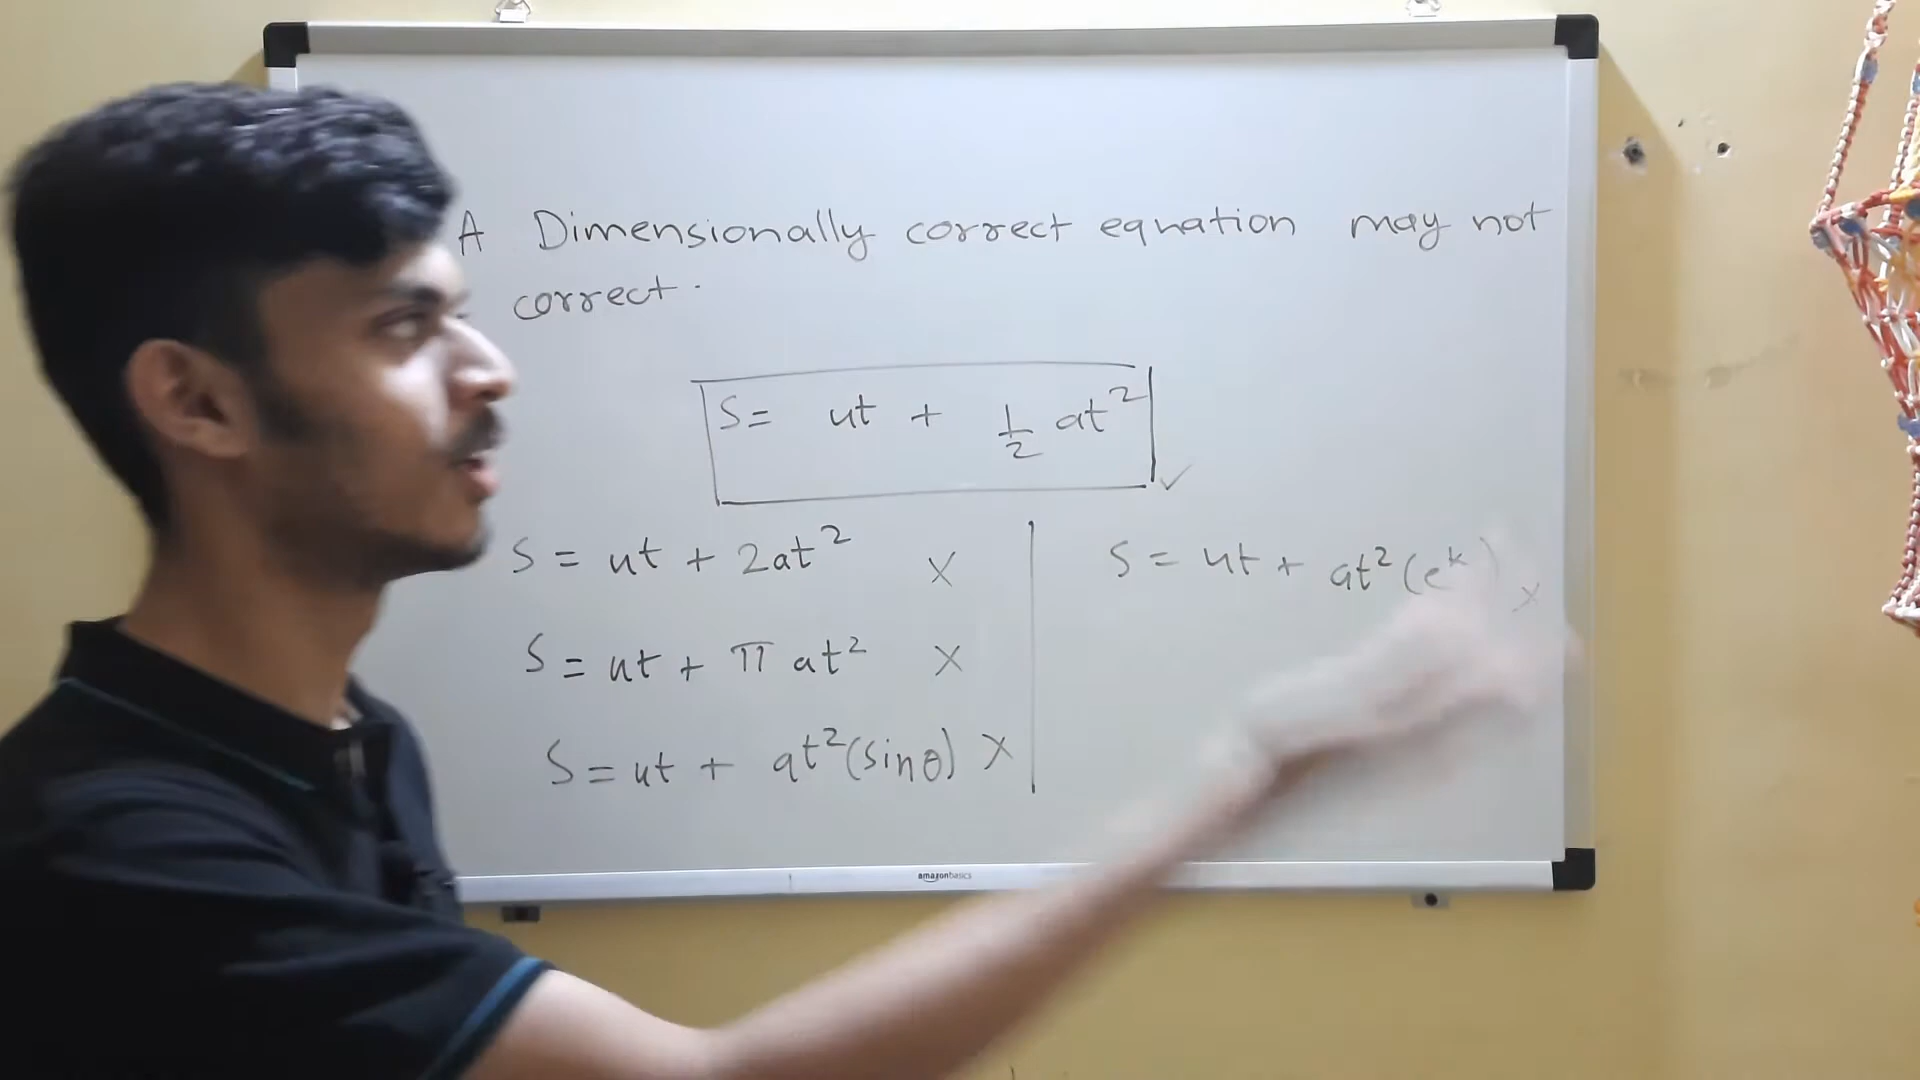 A Dimensionally correct equation may not
correct.
S = ut + 1/2 at²
S = ut + 2at² X
S = ut + π at² X
S = ut + at²(sinθ) X
S = ut + at²(eᵏ) X
amazonbasics